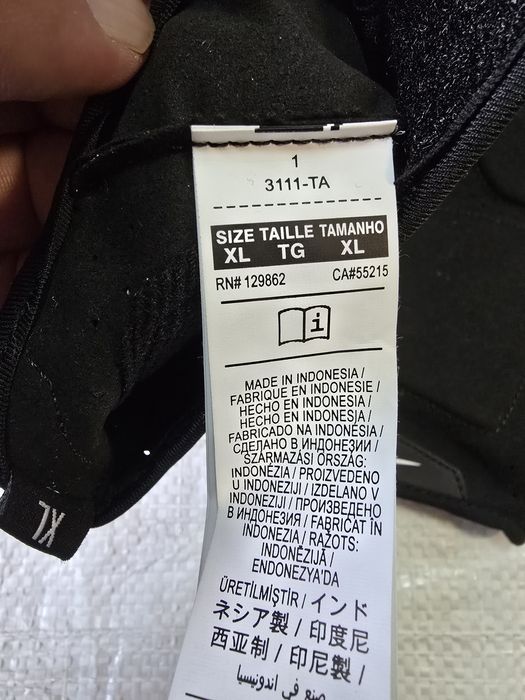 1
3111-TA
SIZE TAILLE TAMANHO
XL TG XL
RN# 129862 CA#55215
MADE IN INDONESIA /
FABRIQUE EN INDONESIE /
HECHO EN INDONESIA /
FABRICADO NA INDONÉSIA /
СДЕЛАНО В ИНДОНЕЗИИ /
SZÁRMAZÁSI ORSZÁG:
INDONÉZIA / PROIZVEDENO
U INDONEZIJI / IZDELANO V
INDONEZIJI / ПРОИЗВЕДЕНО
В ИНДОНЕЗИЯ / FABRICAT ÎN
INDONEZIA / RAŽOTS:
INDONĒZIJĀ /
ENDONEZYA'DA
ÜRETİLMİŞTİR / インド
ネシア製 / 印度尼
西亚制 / 印尼製 /
صنع في اندونيسيا
XL